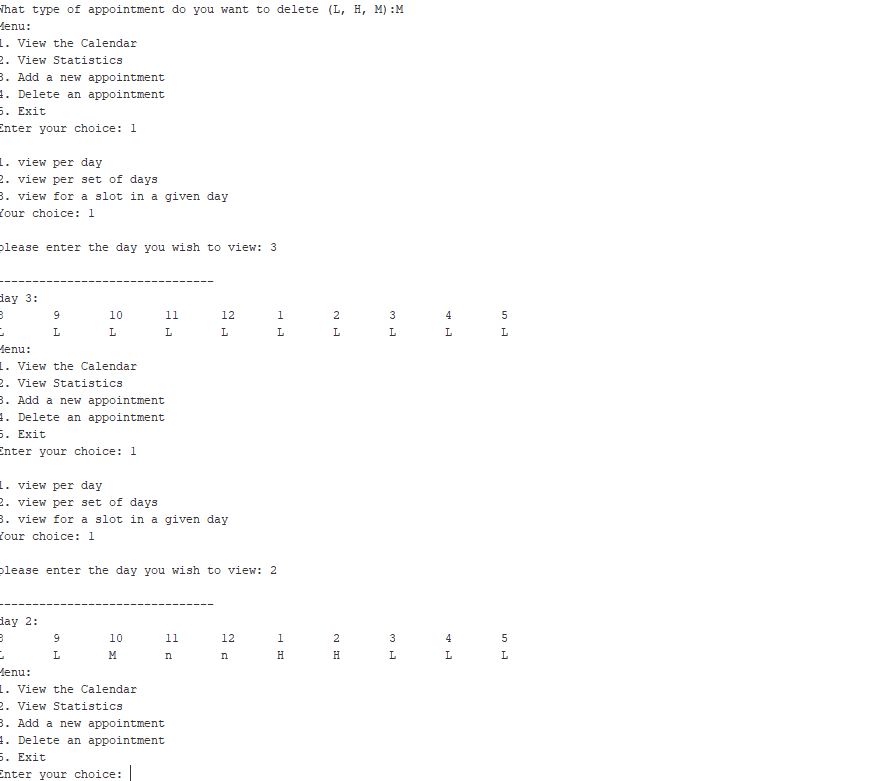 What type of appointment do you want to delete (L, H, M):M
Menu:
1. View the Calendar
2. View Statistics
3. Add a new appointment
4. Delete an appointment
5. Exit
Enter your choice: 1
1. view per day
2. view per set of days
3. view for a slot in a given day
Your choice: 1
please enter the day you wish to view: 3
-------------------------------
day 3:
8 9 10 11 12 1 2 3 4 5
L L L L L L L L L L
Menu:
1. View the Calendar
2. View Statistics
3. Add a new appointment
4. Delete an appointment
5. Exit
Enter your choice: 1
1. view per day
2. view per set of days
3. view for a slot in a given day
Your choice: 1
please enter the day you wish to view: 2
-------------------------------
day 2:
8 9 10 11 12 1 2 3 4 5
L L M n n H H L L L
Menu:
1. View the Calendar
2. View Statistics
3. Add a new appointment
4. Delete an appointment
5. Exit
Enter your choice: